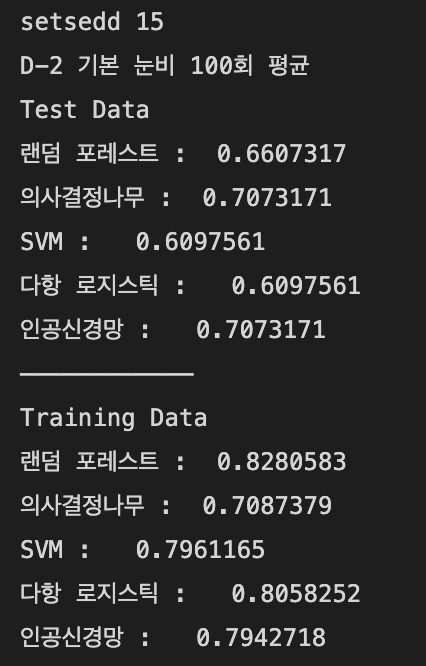 setsedd 15
D-2 기본 눈비 100회 평균
Test Data
랜덤 포레스트 :  0.6607317
의사결정나무 :  0.7073171
SVM :   0.6097561
다항 로지스틱 :   0.6097561
인공신경망 :   0.7073171
────────────
Training Data
랜덤 포레스트 :  0.8280583
의사결정나무 :  0.7087379
SVM :   0.7961165
다항 로지스틱 :   0.8058252
인공신경망 :   0.7942718